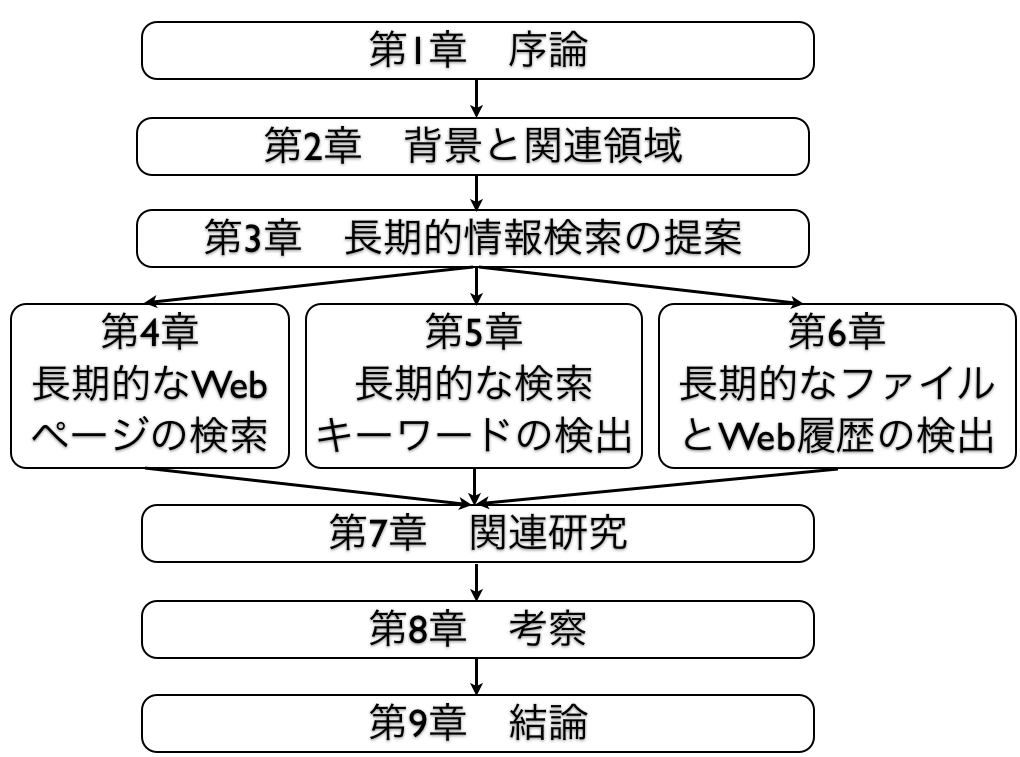 第1章　序論
第2章　背景と関連領域
第3章　長期的情報検索の提案
第4章
長期的なWeb
ページの検索
第5章
長期的な検索
キーワードの検出
第6章
長期的なファイル
とWeb履歴の検出
第7章　関連研究
第8章　考察
第9章　結論